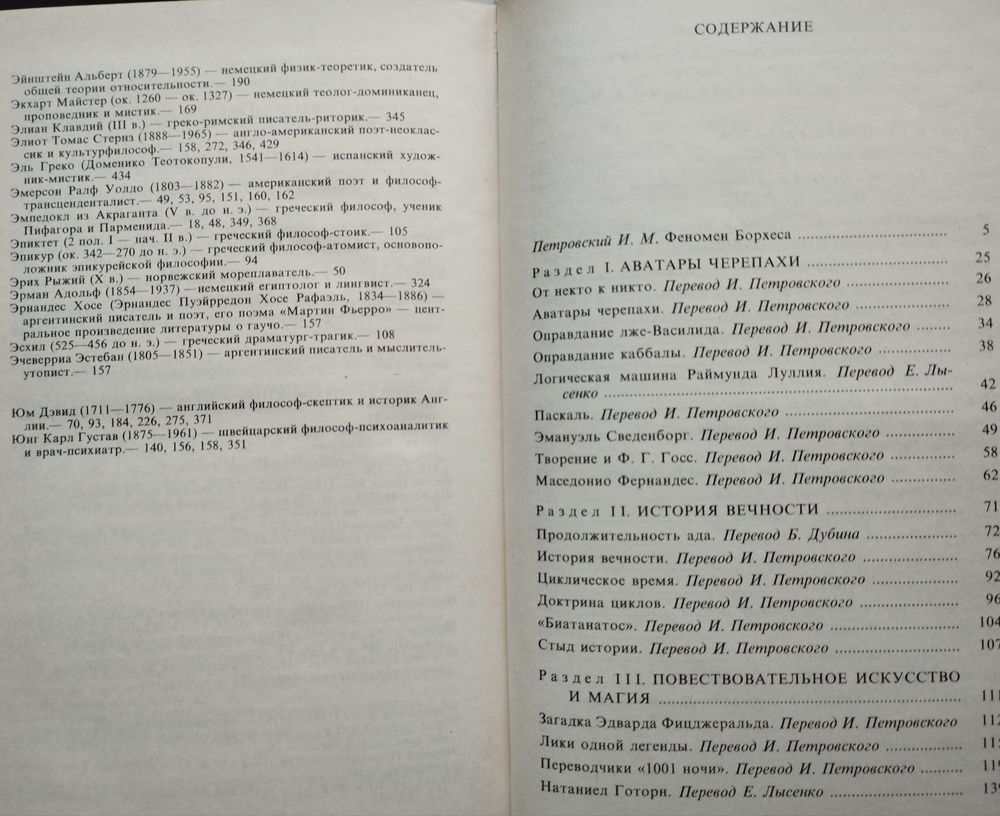 Эйнштейн Альберт (1879—1955) — немецкий физик-теоретик, создатель
общей теории относительности.— 190
Экхарт Майстер (ок. 1260 — ок. 1327) — немецкий теолог-доминиканец,
проповедник и мистик.— 169
Элиан Клавдий (III в.) — греко-римский писатель-риторик.— 345
Элиот Томас Стернз (1888—1965) — англо-американский поэт-неоклас-
сик и культурфилософ.— 158, 272, 346, 429
Эль Греко (Доменико Теотокопули, 1541—1614) — испанский худож-
ник-мистик.— 434
Эмерсон Ралф Уолдо (1803—1882) — американский поэт и философ-
трансценденталист.— 49, 53, 95, 151, 160, 162
Эмпедокл из Акраганта (V в. до н. э.) — греческий философ, ученик
Пифагора и Парменида.— 18, 48, 349, 368
Эпиктет (2 пол. I — нач. II в.) — греческий философ-стоик.— 105
Эпикур (ок. 342—270 до н. э.) — греческий философ-атомист, основопо-
ложник эпикурейской философии.— 94
Эрих Рыжий (X в.) — норвежский мореплаватель.— 50
Эрман Адольф (1854—1937) —немецкий египтолог и лингвист.— 324
Эрнандес Хосе (Эрнандес Пуэйрредон Хосе Рафаэль, 1834—1886) —
аргентинский писатель и поэт, его поэма «Мартин Фьерро» — цент-
ральное произведение литературы о гаучо.— 157
Эсхил (525—456 до н. э.) — греческий драматург-трагик.— 108
Эчеверриа Эстебан (1805—1851) — аргентинский писатель и мыслитель-
утопист.— 157
Юм Дэвид (1711—1776) — английский философ-скептик и историк Анг-
лии.— 70, 93, 184, 226, 275, 371
Юнг Карл Густав (1875—1961) — швейцарский философ-психоаналитик
и врач-психиатр.— 140, 156, 158, 351
СОДЕРЖАНИЕ
Петровский И. М. Феномен Борхеса ........ 5
Раздел I. АВАТАРЫ ЧЕРЕПАХИ ........ 25
От некто к никто. Перевод И. Петровского ........ 26
Аватары черепахи. Перевод И. Петровского ........ 28
Оправдание лже-Василида. Перевод И. Петровского ........ 34
Оправдание каббалы. Перевод И. Петровского ........ 38
Логическая машина Раймунда Луллия. Перевод Е. Лы-
сенко ........ 42
Паскаль. Перевод И. Петровского ........ 46
Эмануэль Сведенборг. Перевод И. Петровского ........ 49
Творение и Ф. Г. Госс. Перевод И. Петровского ........ 58
Маседонио Фернандес. Перевод И. Петровского ........ 62
Раздел II. ИСТОРИЯ ВЕЧНОСТИ ........ 71
Продолжительность ада. Перевод Б. Дубина ........ 72
История вечности. Перевод И. Петровского ........ 76
Циклическое время. Перевод И. Петровского ........ 92
Доктрина циклов. Перевод И. Петровского ........ 96
«Биатанатос». Перевод И. Петровского ........ 104
Стыд истории. Перевод И. Петровского ........ 107
Раздел III. ПОВЕСТВОВАТЕЛЬНОЕ ИСКУССТВО
И МАГИЯ ........ 111
Загадка Эдварда Фицджеральда. Перевод И. Петровского 112
Лики одной легенды. Перевод И. Петровского ........
Переводчики «1001 ночи». Перевод И. Петровского ........ 119
Натаниел Готорн. Перевод Е. Лысенко ........ 139